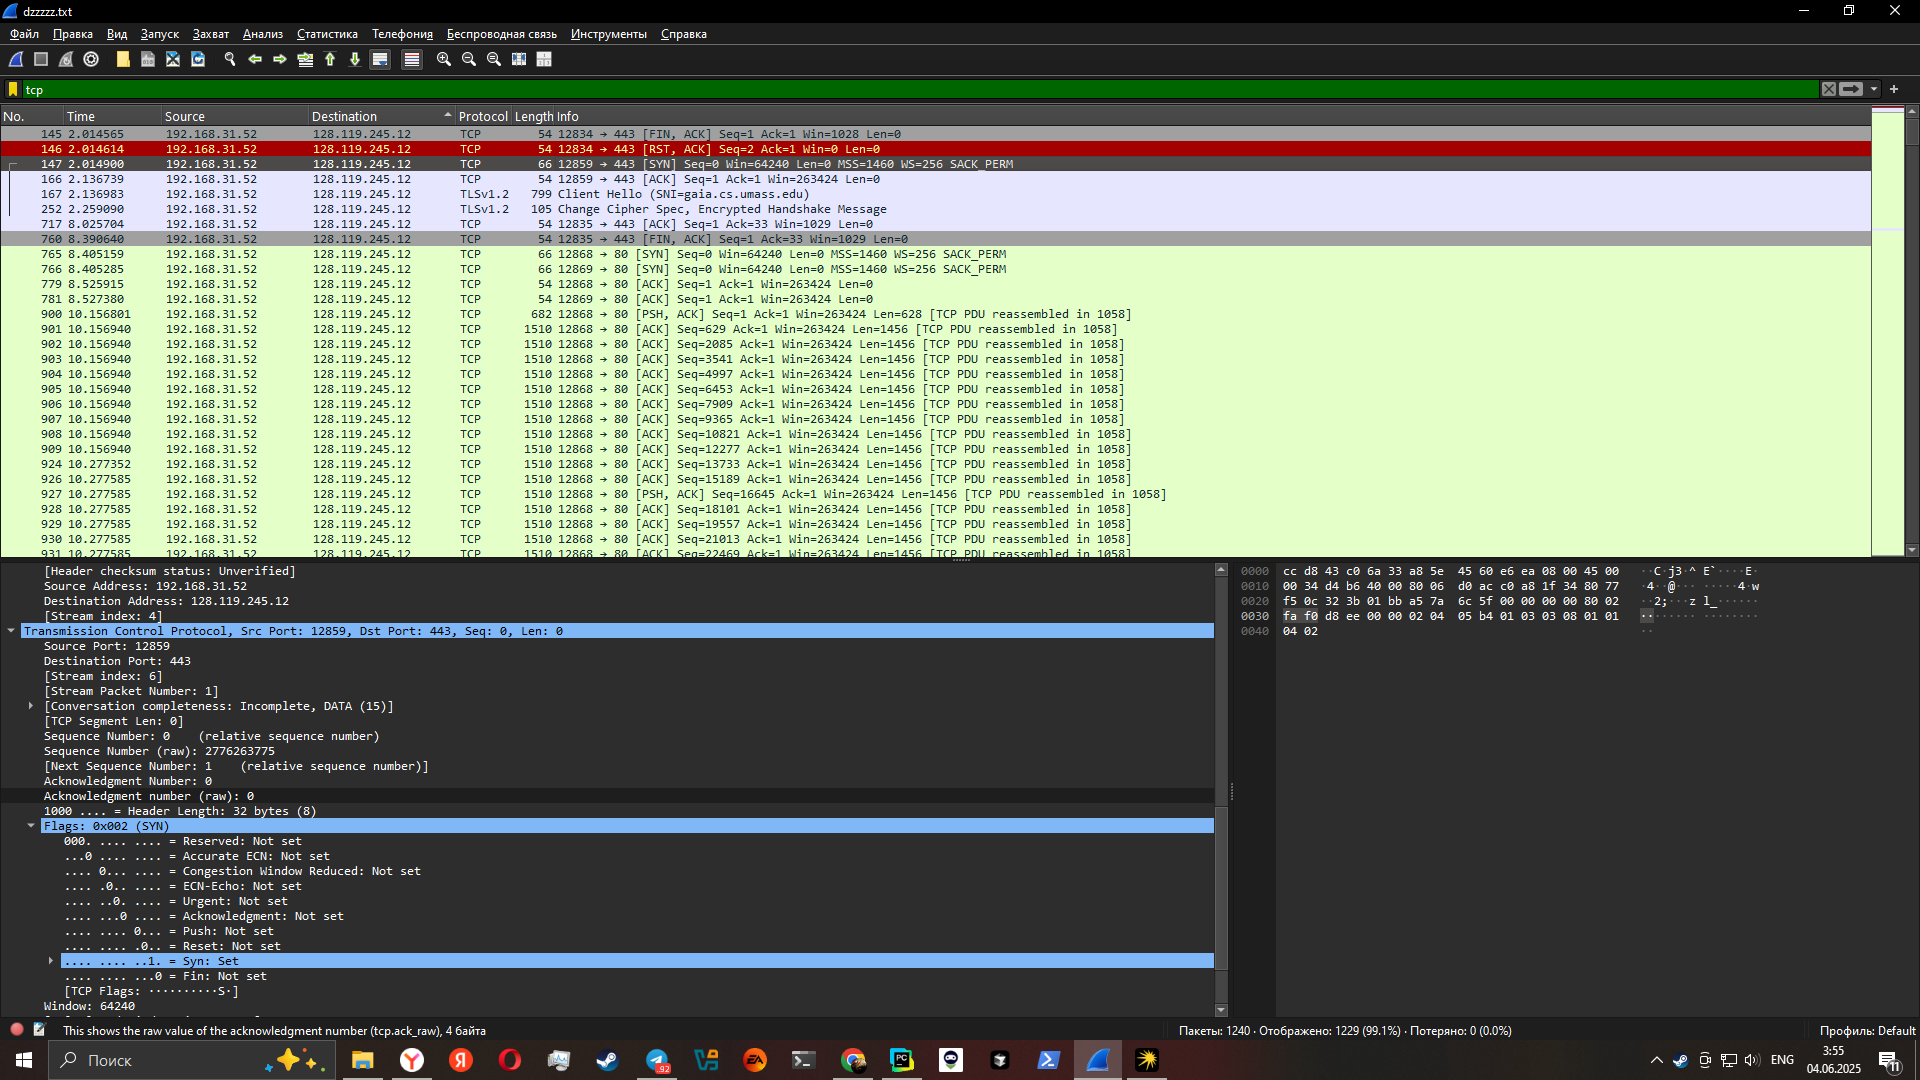 dzzzzz.txt
Файл Правка Вид Запуск Захват Анализ Статистика Телефония Беспроводная связь Инструменты Справка
tcp
No. Time Source Destination Protocol Length Info
145 2.014565 192.168.31.52 128.119.245.12 TCP 54 12834 → 443 [FIN, ACK] Seq=1 Ack=1 Win=1028 Len=0
146 2.014614 192.168.31.52 128.119.245.12 TCP 54 12834 → 443 [RST, ACK] Seq=2 Ack=1 Win=0 Len=0
147 2.014900 192.168.31.52 128.119.245.12 TCP 66 12859 → 443 [SYN] Seq=0 Win=64240 Len=0 MSS=1460 WS=256 SACK_PERM
166 2.136739 192.168.31.52 128.119.245.12 TCP 54 12859 → 443 [ACK] Seq=1 Ack=1 Win=263424 Len=0
167 2.136983 192.168.31.52 128.119.245.12 TLSv1.2 799 Client Hello (SNI=gaia.cs.umass.edu)
252 2.259090 192.168.31.52 128.119.245.12 TLSv1.2 105 Change Cipher Spec, Encrypted Handshake Message
717 8.025704 192.168.31.52 128.119.245.12 TCP 54 12835 → 443 [ACK] Seq=1 Ack=33 Win=1029 Len=0
760 8.390640 192.168.31.52 128.119.245.12 TCP 54 12835 → 443 [FIN, ACK] Seq=1 Ack=33 Win=1029 Len=0
765 8.405159 192.168.31.52 128.119.245.12 TCP 66 12868 → 80 [SYN] Seq=0 Win=64240 Len=0 MSS=1460 WS=256 SACK_PERM
766 8.405285 192.168.31.52 128.119.245.12 TCP 66 12869 → 80 [SYN] Seq=0 Win=64240 Len=0 MSS=1460 WS=256 SACK_PERM
779 8.525915 192.168.31.52 128.119.245.12 TCP 54 12868 → 80 [ACK] Seq=1 Ack=1 Win=263424 Len=0
781 8.527380 192.168.31.52 128.119.245.12 TCP 54 12869 → 80 [ACK] Seq=1 Ack=1 Win=263424 Len=0
900 10.156801 192.168.31.52 128.119.245.12 TCP 682 12868 → 80 [PSH, ACK] Seq=1 Ack=1 Win=263424 Len=628 [TCP PDU reassembled in 1058]
901 10.156940 192.168.31.52 128.119.245.12 TCP 1510 12868 → 80 [ACK] Seq=629 Ack=1 Win=263424 Len=1456 [TCP PDU reassembled in 1058]
902 10.156940 192.168.31.52 128.119.245.12 TCP 1510 12868 → 80 [ACK] Seq=2085 Ack=1 Win=263424 Len=1456 [TCP PDU reassembled in 1058]
903 10.156940 192.168.31.52 128.119.245.12 TCP 1510 12868 → 80 [ACK] Seq=3541 Ack=1 Win=263424 Len=1456 [TCP PDU reassembled in 1058]
904 10.156940 192.168.31.52 128.119.245.12 TCP 1510 12868 → 80 [ACK] Seq=4997 Ack=1 Win=263424 Len=1456 [TCP PDU reassembled in 1058]
905 10.156940 192.168.31.52 128.119.245.12 TCP 1510 12868 → 80 [ACK] Seq=6453 Ack=1 Win=263424 Len=1456 [TCP PDU reassembled in 1058]
906 10.156940 192.168.31.52 128.119.245.12 TCP 1510 12868 → 80 [ACK] Seq=7909 Ack=1 Win=263424 Len=1456 [TCP PDU reassembled in 1058]
907 10.156940 192.168.31.52 128.119.245.12 TCP 1510 12868 → 80 [ACK] Seq=9365 Ack=1 Win=263424 Len=1456 [TCP PDU reassembled in 1058]
908 10.156940 192.168.31.52 128.119.245.12 TCP 1510 12868 → 80 [ACK] Seq=10821 Ack=1 Win=263424 Len=1456 [TCP PDU reassembled in 1058]
909 10.156940 192.168.31.52 128.119.245.12 TCP 1510 12868 → 80 [ACK] Seq=12277 Ack=1 Win=263424 Len=1456 [TCP PDU reassembled in 1058]
924 10.277352 192.168.31.52 128.119.245.12 TCP 1510 12868 → 80 [ACK] Seq=13733 Ack=1 Win=263424 Len=1456 [TCP PDU reassembled in 1058]
926 10.277585 192.168.31.52 128.119.245.12 TCP 1510 12868 → 80 [ACK] Seq=15189 Ack=1 Win=263424 Len=1456 [TCP PDU reassembled in 1058]
927 10.277585 192.168.31.52 128.119.245.12 TCP 1510 12868 → 80 [PSH, ACK] Seq=16645 Ack=1 Win=263424 Len=1456 [TCP PDU reassembled in 1058]
928 10.277585 192.168.31.52 128.119.245.12 TCP 1510 12868 → 80 [ACK] Seq=18101 Ack=1 Win=263424 Len=1456 [TCP PDU reassembled in 1058]
929 10.277585 192.168.31.52 128.119.245.12 TCP 1510 12868 → 80 [ACK] Seq=19557 Ack=1 Win=263424 Len=1456 [TCP PDU reassembled in 1058]
930 10.277585 192.168.31.52 128.119.245.12 TCP 1510 12868 → 80 [ACK] Seq=21013 Ack=1 Win=263424 Len=1456 [TCP PDU reassembled in 1058]
931 10.277585 192.168.31.52 128.119.245.12 TCP 1510 12868 → 80 [ACK] Seq=22469 Ack=1 Win=263424 Len=1456 [TCP PDU reassembled in 1058]
[Header checksum status: Unverified]
Source Address: 192.168.31.52
Destination Address: 128.119.245.12
[Stream index: 4]
Transmission Control Protocol, Src Port: 12859, Dst Port: 443, Seq: 0, Len: 0
Source Port: 12859
Destination Port: 443
[Stream index: 6]
[Stream Packet Number: 1]
[Conversation completeness: Incomplete, DATA (15)]
[TCP Segment Len: 0]
Sequence Number: 0 (relative sequence number)
Sequence Number (raw): 2776263775
[Next Sequence Number: 1 (relative sequence number)]
Acknowledgment Number: 0
Acknowledgment number (raw): 0
1000 .... = Header Length: 32 bytes (8)
Flags: 0x002 (SYN)
000. .... .... = Reserved: Not set
...0 .... .... = Accurate ECN: Not set
.... 0... .... = Congestion Window Reduced: Not set
.... .0.. .... = ECN-Echo: Not set
.... ..0. .... = Urgent: Not set
.... ...0 .... = Acknowledgment: Not set
.... .... 0... = Push: Not set
.... .... .0.. = Reset: Not set
.... .... ..1. = Syn: Set
.... .... ...0 = Fin: Not set
[TCP Flags: ··········S·]
Window: 64240
0000 cc d8 43 c0 6a 33 a8 5e 45 60 e6 ea 08 00 45 00 ··C·j3·^ E`····E·
0010 00 34 d4 b6 40 00 80 06 d0 ac c0 a8 1f 34 80 77 ·4··@··· ·····4·w
0020 f5 0c 32 3b 01 bb a5 7a 6c 5f 00 00 00 00 80 02 ··2;···z l_······
0030 fa f0 d8 ee 00 00 02 04 05 b4 01 03 03 08 01 01 ········ ········
0040 04 02 ··
This shows the raw value of the acknowledgment number (tcp.ack_raw), 4 байта
Пакеты: 1240 · Отображено: 1229 (99.1%) · Потеряно: 0 (0.0%)
Профиль: Default
Поиск
.92
EA
PC
ENG
3:55
04.06.2025
11